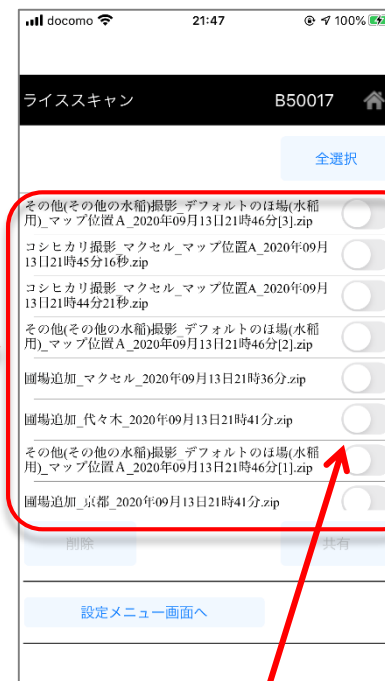 docomo 21:47 100%
ライススキャン B50017
全選択
その他(その他の水稲)撮影_デフォルトのほ場(水稲
用)_マップ位置A_2020年09月13日21時46分[3].zip
コシヒカリ撮影_マクセル_マップ位置A_2020年09月
13日21時45分16秒.zip
コシヒカリ撮影_マクセル_マップ位置A_2020年09月
13日21時44分21秒.zip
その他(その他の水稲)撮影_デフォルトのほ場(水稲
用)_マップ位置A_2020年09月13日21時46分[2].zip
圃場追加_マクセル_2020年09月13日21時36分.zip
圃場追加_代々木_2020年09月13日21時41分.zip
その他(その他の水稲)撮影_デフォルトのほ場(水稲
用)_マップ位置A_2020年09月13日21時46分[1].zip
圃場追加_京都_2020年09月13日21時41分.zip
削除 共有
設定メニュー画面へ